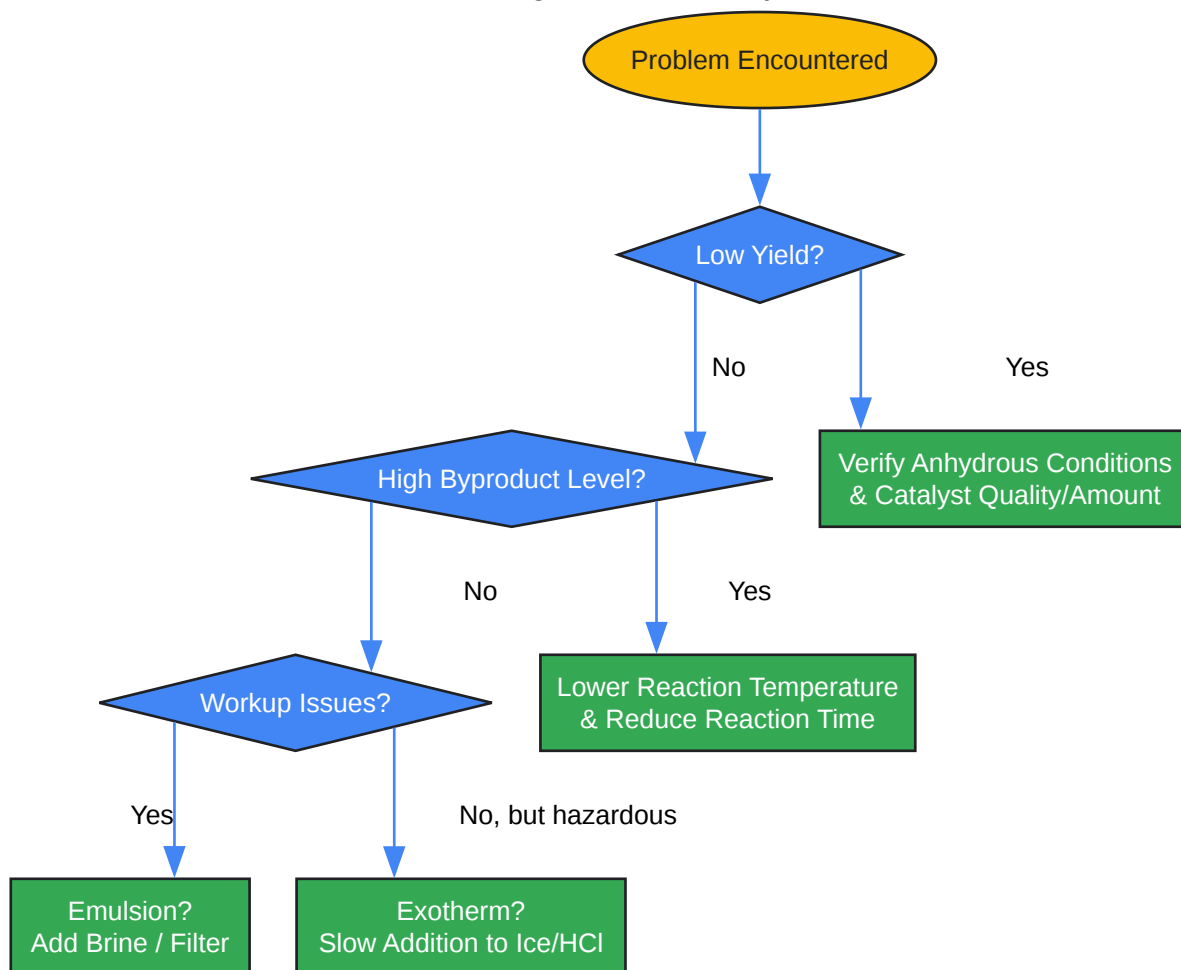 Problem Encountered
Low Yield?
No
Yes
High Byproduct Level?
Verify Anhydrous Conditions
& Catalyst Quality/Amount
No
Yes
Workup Issues?
Lower Reaction Temperature
& Reduce Reaction Time
Yes
No, but hazardous
Emulsion?
Add Brine / Filter
Exotherm?
Slow Addition to Ice/HCl